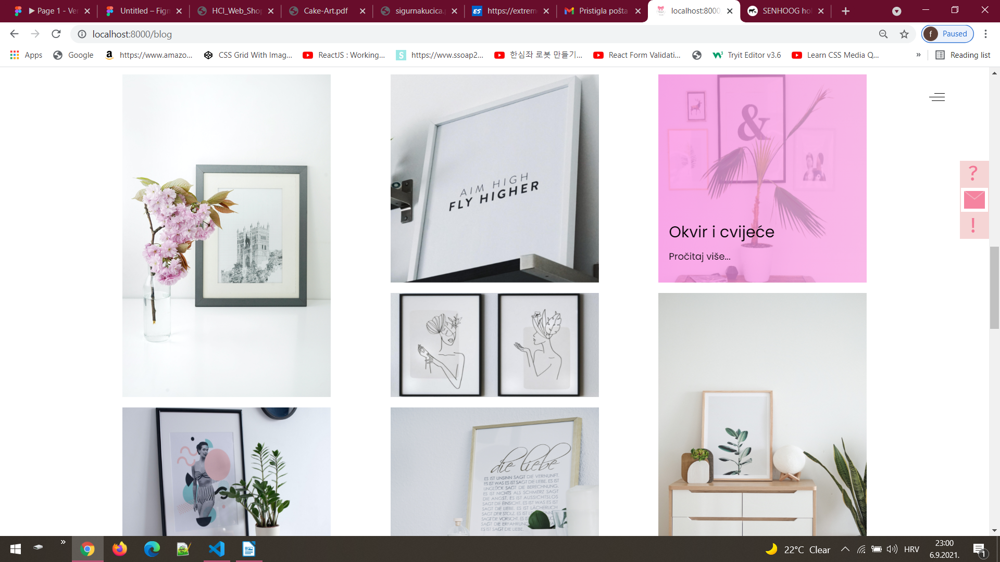 Page 1 - Ve
Untitled – Figr
HCI_Web_Sho
Cake-Art.pdf
sigurnakucica.
https://extrem
Pristigla pošta
localhost:8000
SENHOOG ho
localhost:8000/blog
f Paused
Apps
Google
https://www.amazo...
CSS Grid With Imag...
ReactJS : Working...
https://wvw.ssoap2...
한심좌 로봇 만들기...
React Form Validati...
Tryit Editor v3.6
Learn CSS Media Q...
»
Reading list
AIM HIGH
FLY HIGHER
&
Okvir i cvijeće
Pročitaj više...
?
!
die liebe
ES IST UNSINN SAGT DIE VERNUNFT.
ES IST WAS ES IST SAGT DIE LIEBE. ES IST
UNGLÜCK SAGT DIE BERECHNUNG.
ES IST NICHTS ALS SCHMERZ SAGT
DIE ANGST. ES IST AUSSICHTSLOS
SAGT DIE EINSICHT. ES IST WAS ES IST
SAGT DIE LIEBE. ES IST LÄCHERLICH
SAGT DER STOLZ. ES IST
SAGT DIE VORSICHT. ES IST
SAGT DIE ERFAHRUNG
ES IST SAGT DIE LIEBE.
»
22°C Clear
HRV
23:00
6.9.2021.
1